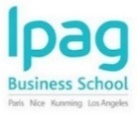 Ipag
Business School
Paris Nice Kunming Los Angeles